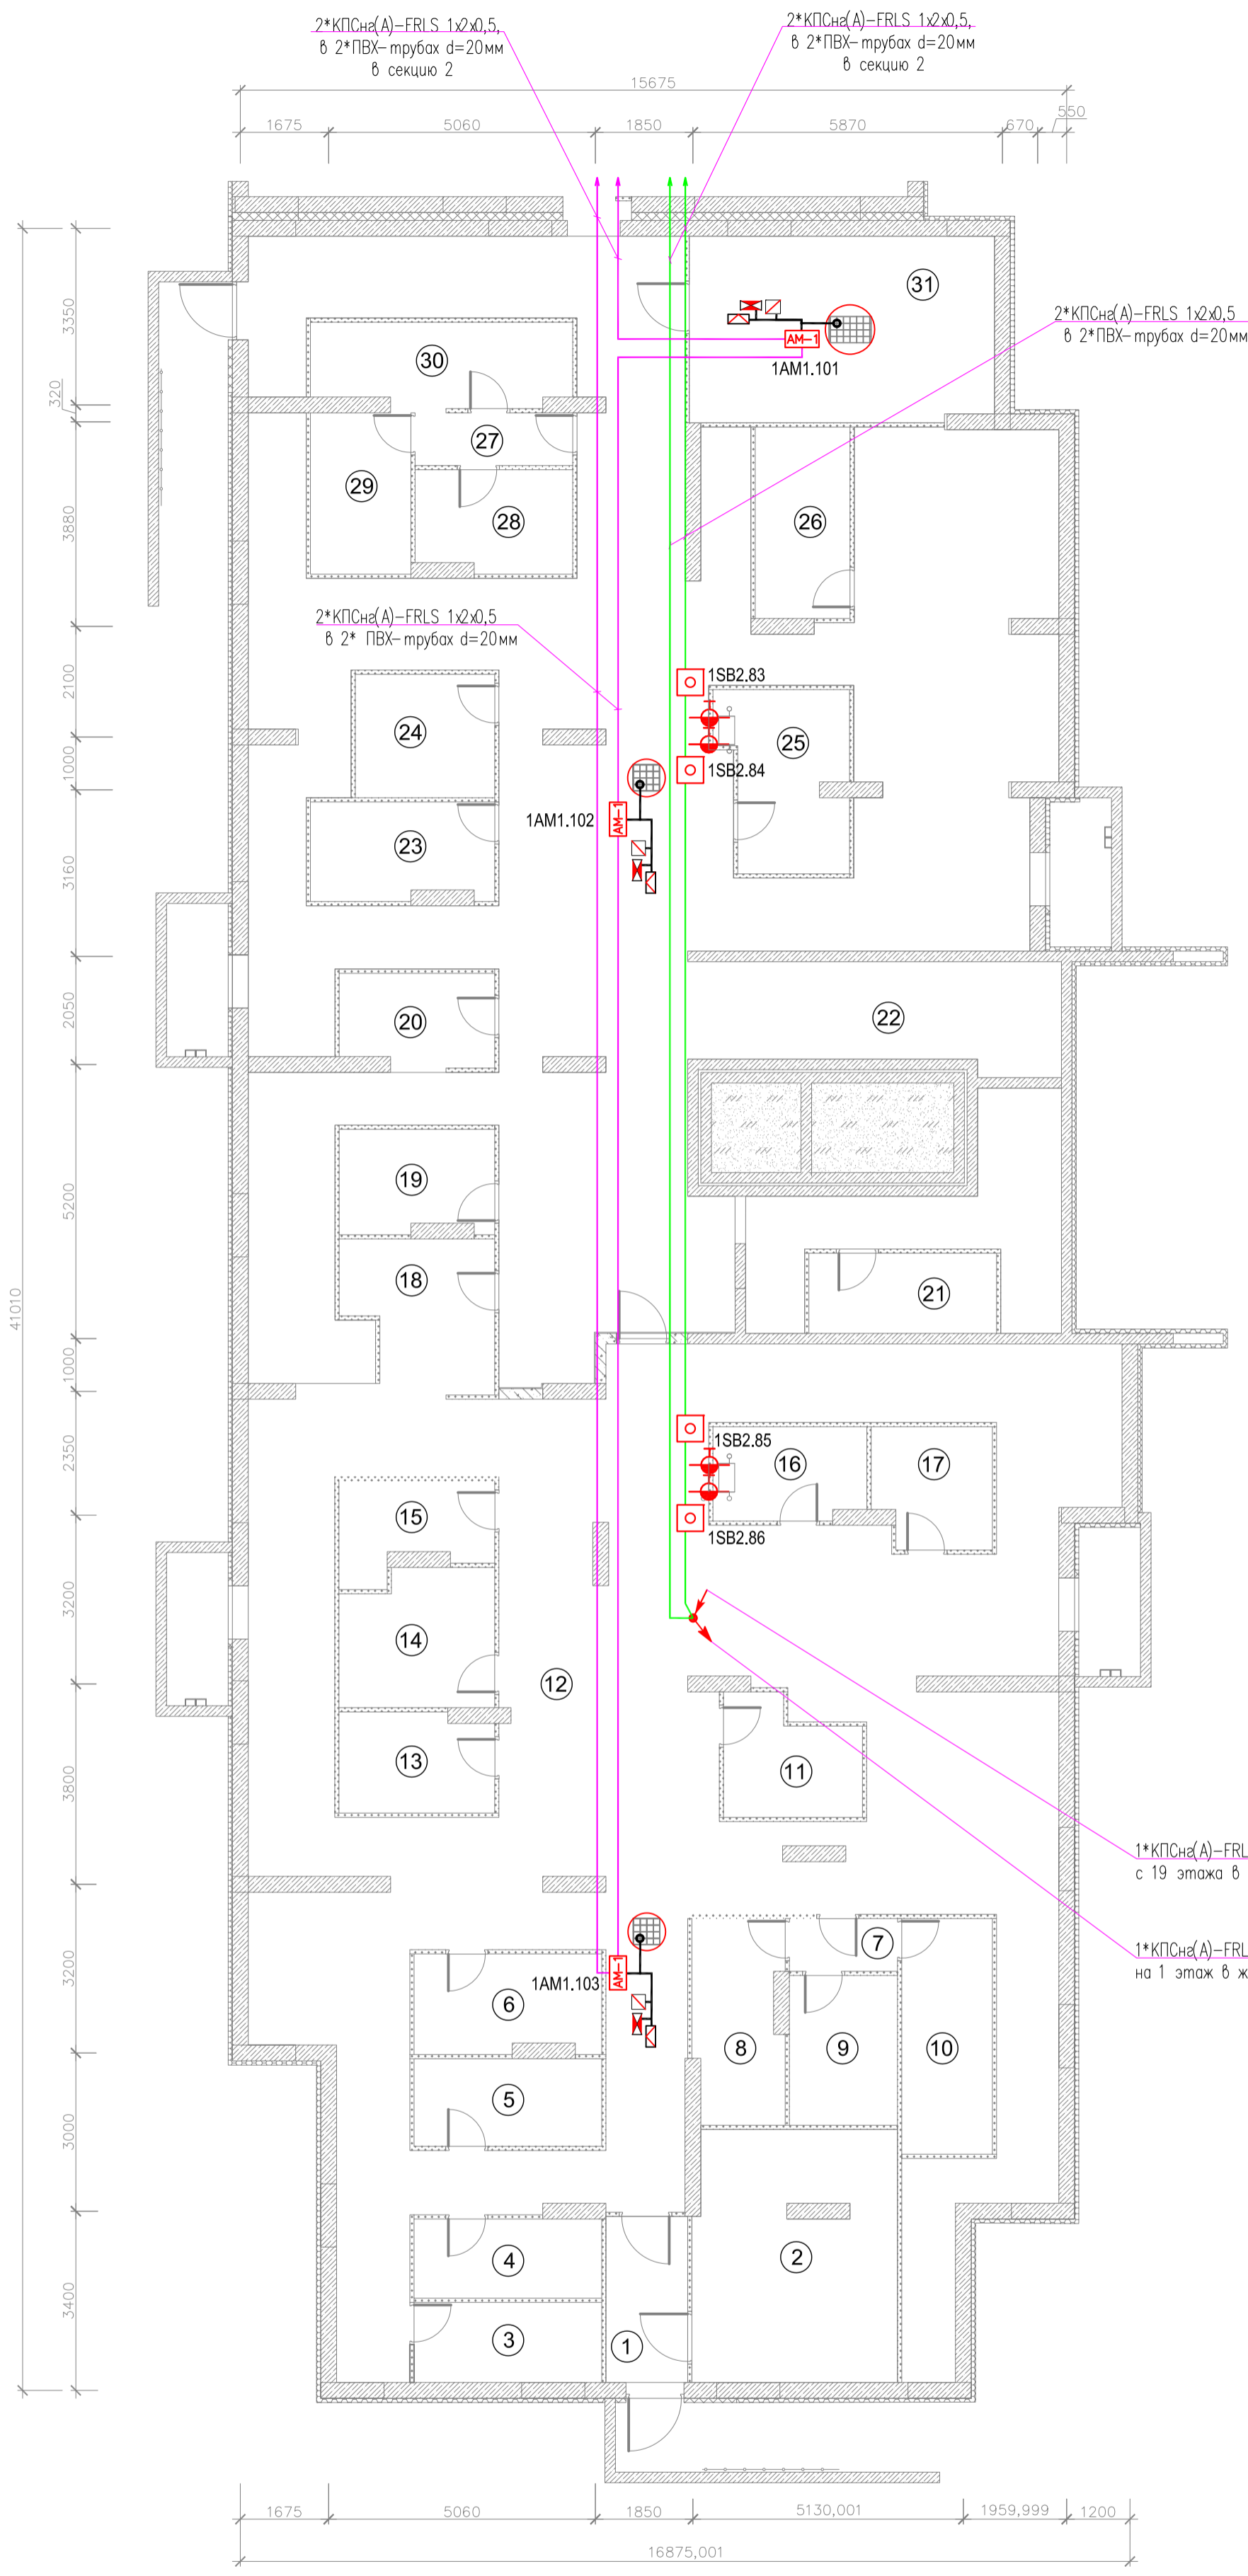 2*КПСнг(А)-FRLS 1х2х0,5,
в 2*ПВХ-трубах d=20мм
в секцию 2
2*КПСнг(А)-FRLS 1х2х0,5,
в 2*ПВХ-трубах d=20мм
в секцию 2
15675
1675
5060
1850
5870
670
550
31
2*КПСнг(А)-FRLS 1х2х0,5
в 2*ПВХ-трубах d=20мм
АМ-1
1АМ1.101
3350
30
320
27
29
28
26
3880
2*КПСнг(А)-FRLS 1х2х0,5
в 2* ПВХ-трубах d=20мм
1SB2.83
2100
24
25
1000
1SB2.84
1АМ1.102
АМ-1
23
3160
20
22
2050
19
5200
18
21
41010
1000
1SB2.85
2350
16
17
15
1SB2.86
3200
14
12
13
11
3800
1*КПСнг(А)-FRL
с 19 этажа в
7
1*КПСнг(А)-FRL
на 1 этаж в ж
1АМ1.103
АМ-1
3200
6
8
9
10
5
3000
4
2
3400
3
1
1675
5060
1850
5130,001
1959,999
1200
16875,001